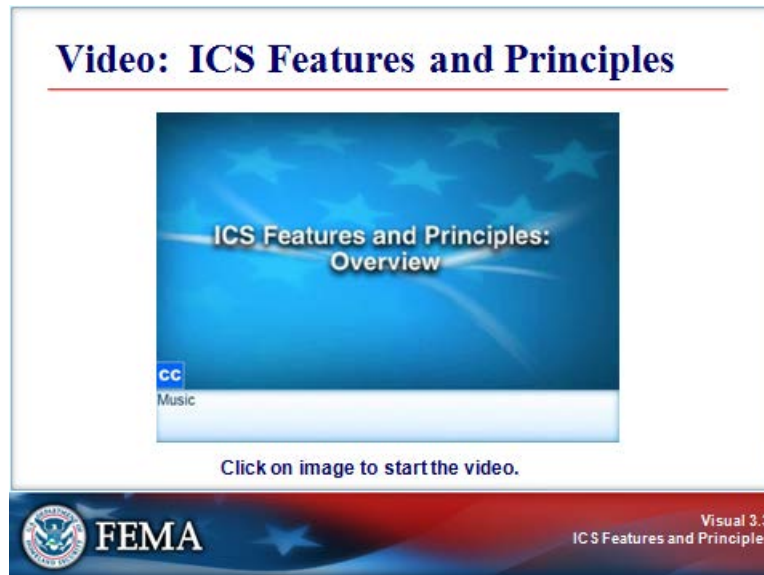 Video: ICS Features and Principles
ICS Features and Principles:
Overview
CC
Music
Click on image to start the video.
FEMA
Visual 3.
ICS Features and Principle